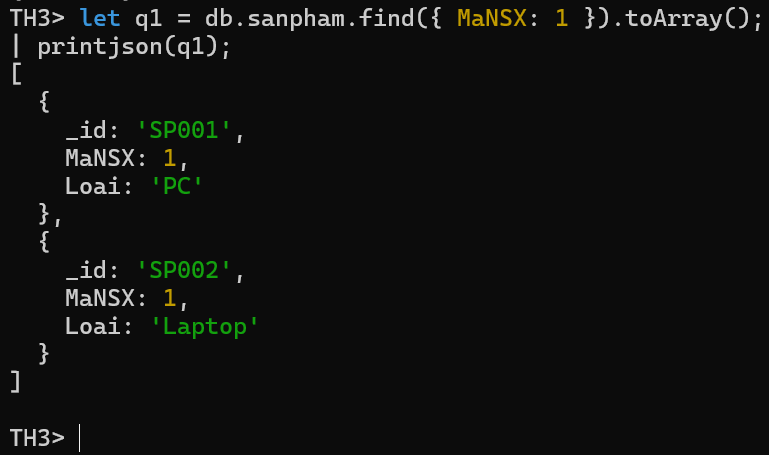 TH3> let q1 = db.sanpham.find({ MaNSX: 1 }).toArray();
| printjson(q1);
[
  {
    _id: 'SP001',
    MaNSX: 1,
    Loai: 'PC'
  },
  {
    _id: 'SP002',
    MaNSX: 1,
    Loai: 'Laptop'
  }
]
TH3>